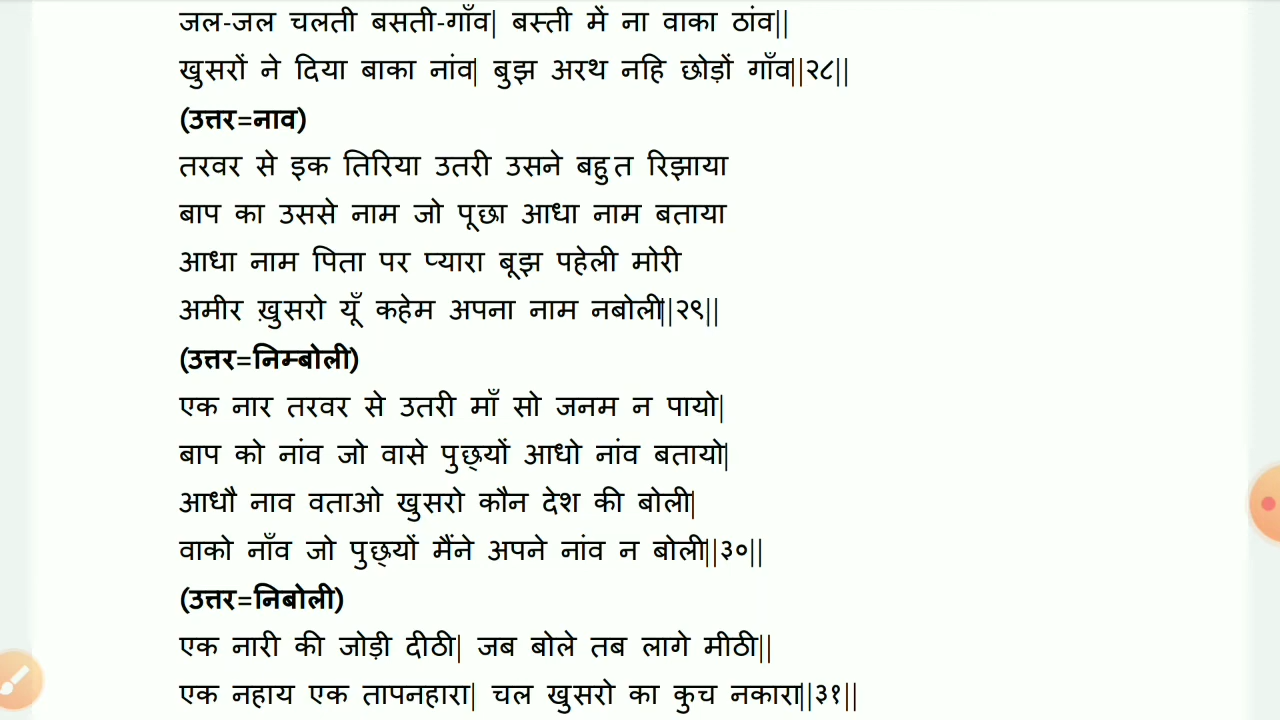 जल-जल चलती बसती-गाँव| बस्ती में ना वाका ठांव||
खुसरों ने दिया बाका नांव| बुझ अरथ नहि छोड़ों गाँव||२८||
(उत्तर=नाव)
तरवर से इक तिरिया उतरी उसने बहुत रिझाया
बाप का उससे नाम जो पूछा आधा नाम बताया
आधा नाम पिता पर प्यारा बूझ पहेली मोरी
अमीर ख़ुसरो यूँ कहेम अपना नाम नबोली||२९||
(उत्तर=निम्बोली)
एक नार तरवर से उतरी माँ सो जनम न पायो|
बाप को नांव जो वासे पुछ्यों आधो नांव बतायो|
आधौ नाव वताओ खुसरो कौन देश की बोली|
वाको नाँव जो पुछ्यों मैंने अपने नांव न बोली||३०||
(उत्तर=निबोली)
एक नारी की जोड़ी दीठी| जब बोले तब लागे मीठी||
एक नहाय एक तापनहारा| चल खुसरो का कुच नकारा||३१||